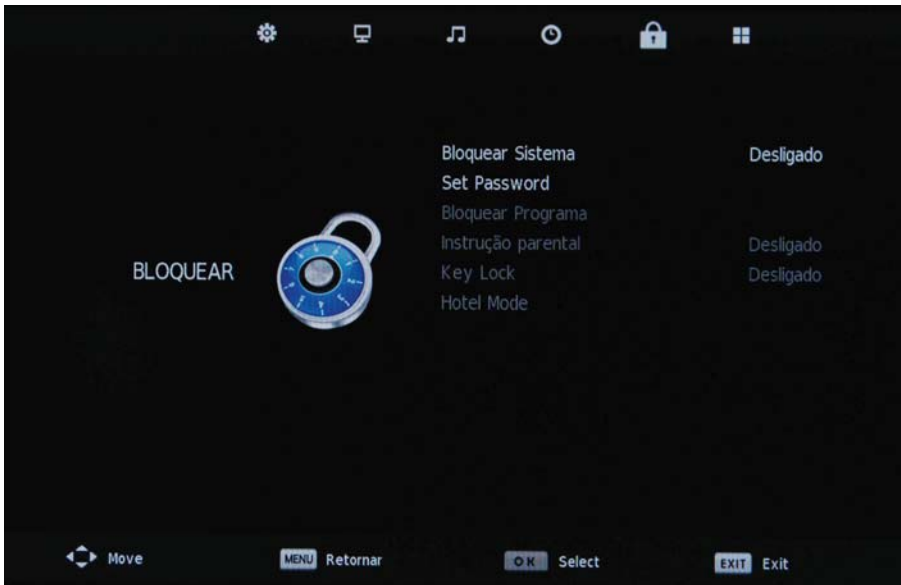 Bloquear Sistema Desligado
Set Password
Bloquear Programa
Instrução parental Desligado
Key Lock Desligado
Hotel Mode
BLOQUEAR
Move MENU Retornar OK Select EXIT Exit